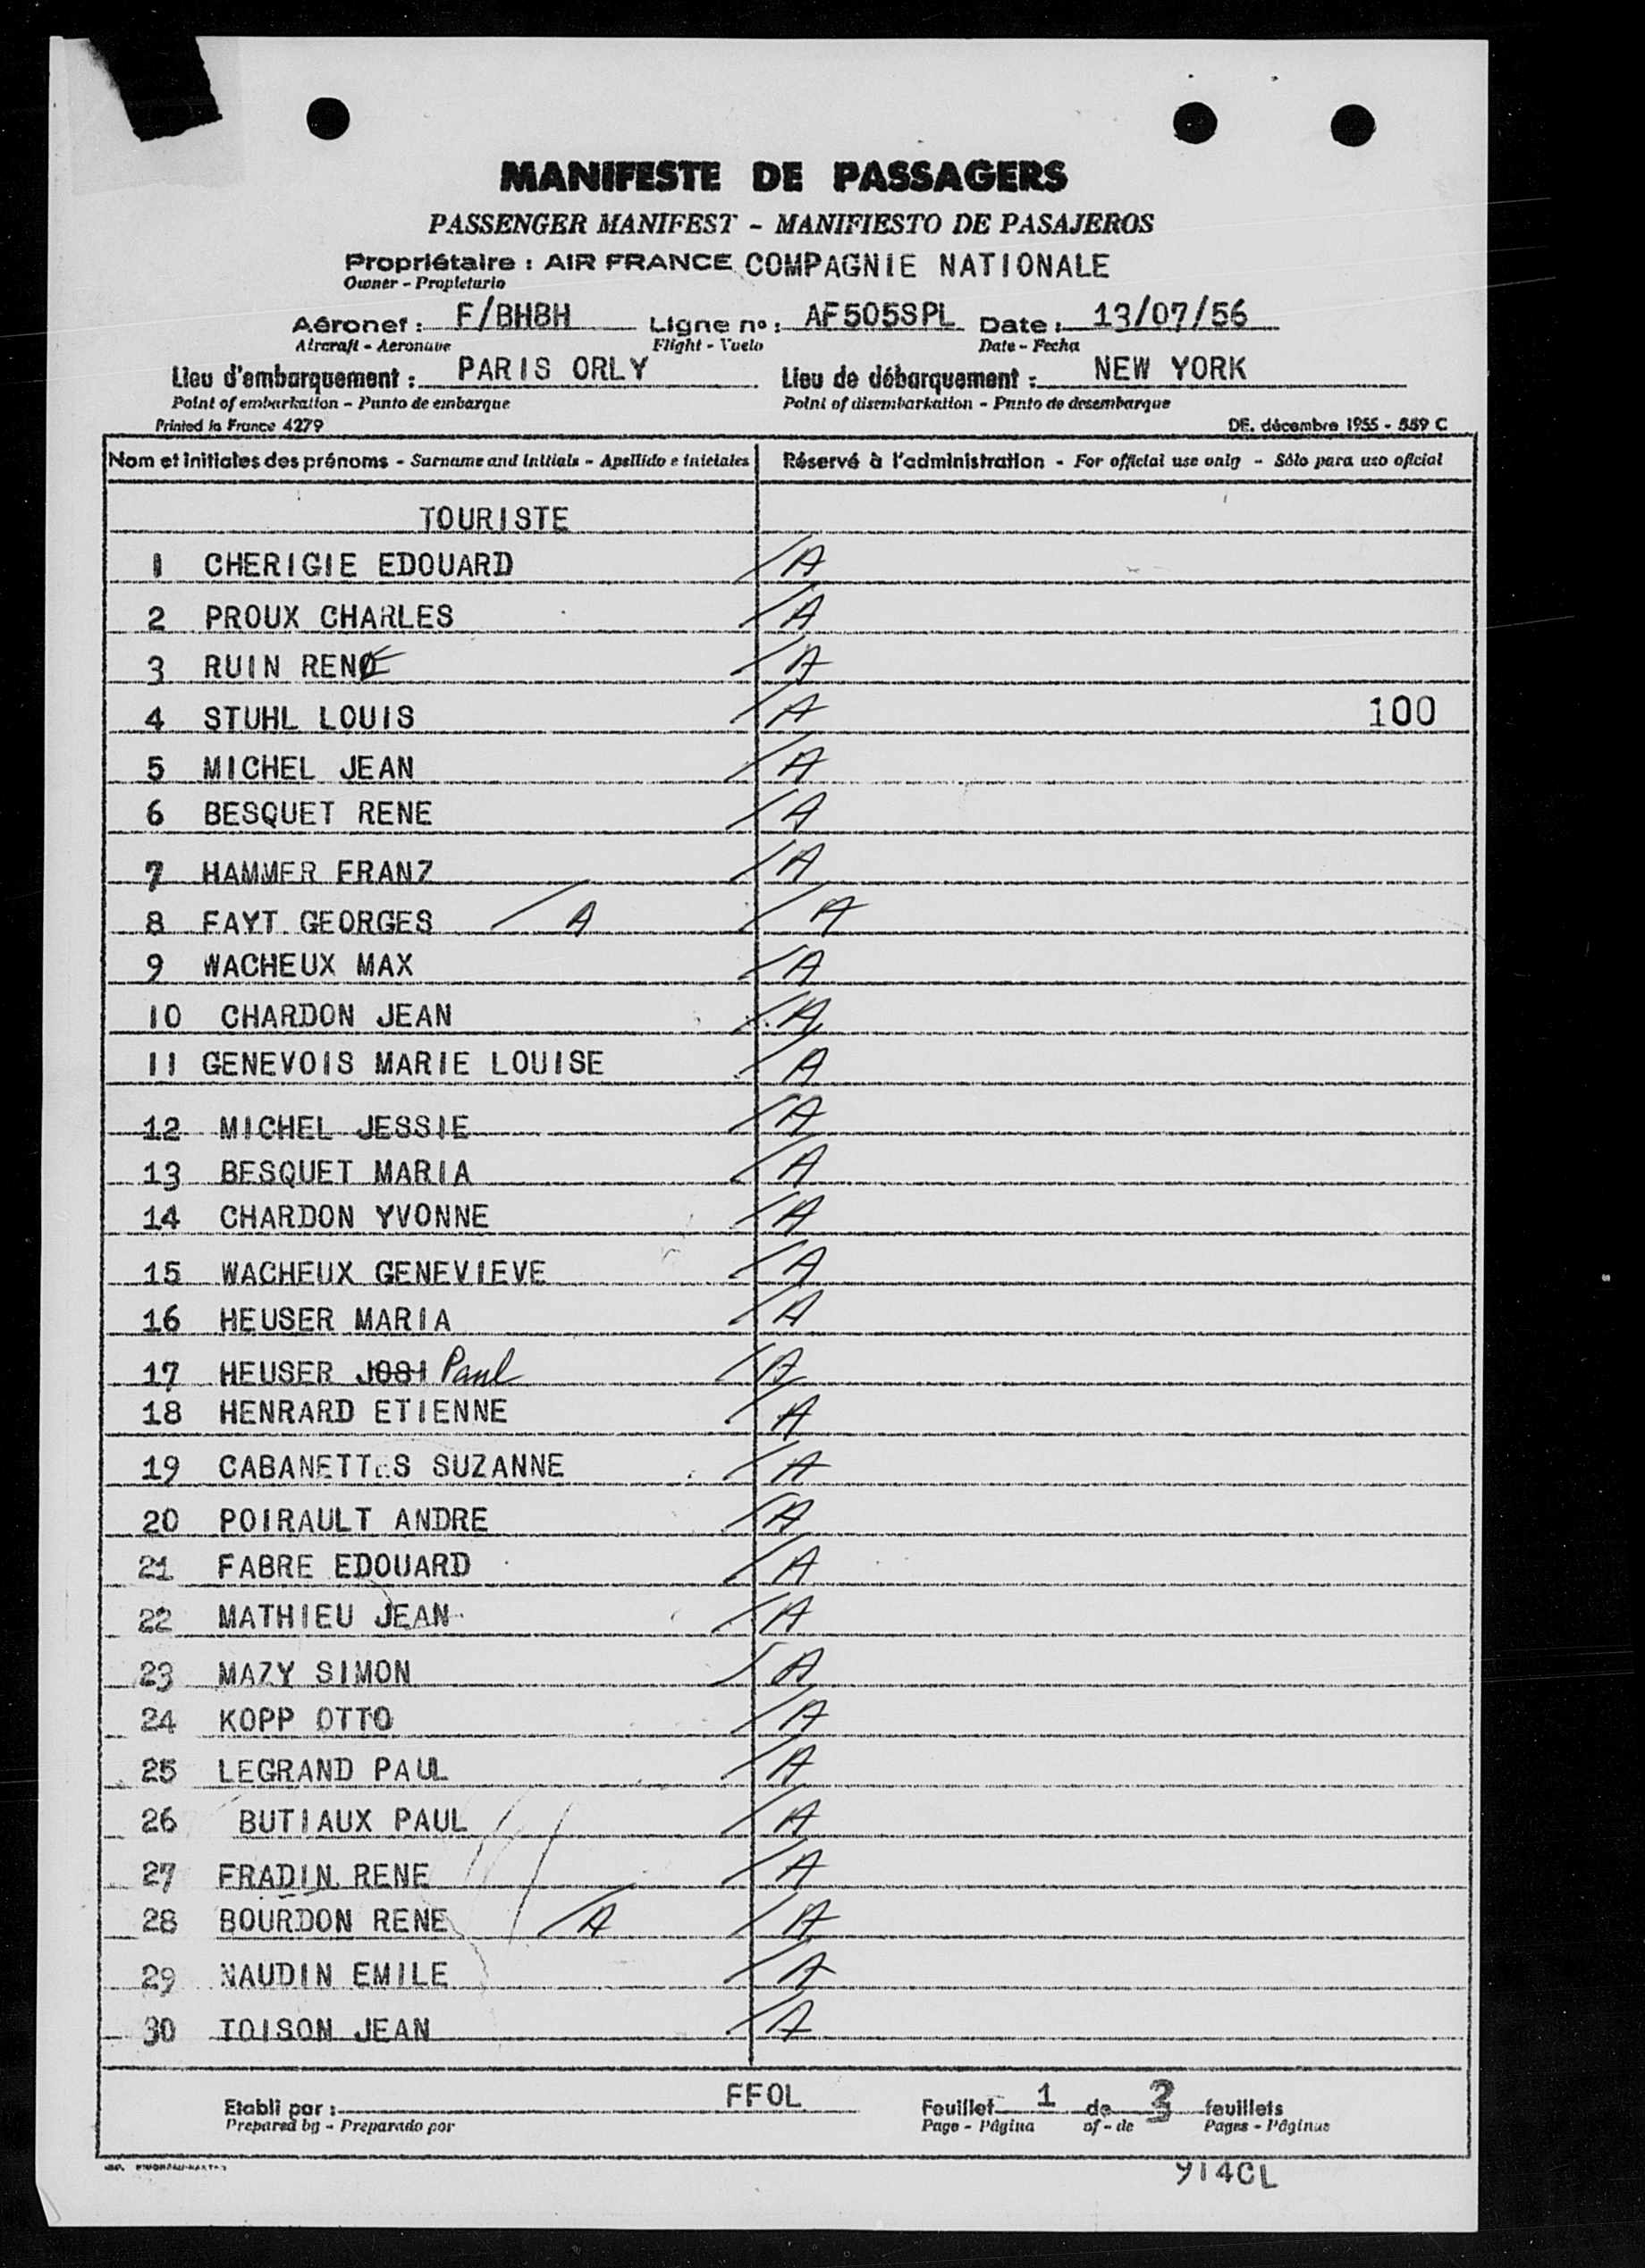 MANIFESTE DE PASSAGERS
PASSENGER MANIFEST - MANIFIESTO DE PASAJEROS
Propriétaire : AIR FRANCE COMPAGNIE NATIONALE
Owner - Propietario
Aéronef : F/BHBH Ligne no : AF505SPL Date : 13/07/56
Aircraft - Aeronave Flight - Vuelo Date - Fecha
Lieu d'embarquement : PARIS ORLY Lieu de débarquement : NEW YORK
Point of embarkation - Punto de embarque Point of disembarkation - Punto de desembarque
Printed in France 4279 DE. décembre 1955 - 559 C
Nom et initiales des prénoms - Surname and initials - Apellido e iniciales Réservé à l'administration - For official use only - Sólo para uso oficial
TOURISTE
1 CHERIGIE EDOUARD /A
2 PROUX CHARLES /A
3 RUIN RENE /A
4 STUHL LOUIS /A 100
5 MICHEL JEAN /A
6 BESQUET RENE /A
7 HAMMER FRANZ /A
8 FAYT GEORGES /A /A
9 WACHEUX MAX /A
10 CHARDON JEAN /A
11 GENEVOIS MARIE LOUISE /A
12 MICHEL JESSIE /A
13 BESQUET MARIA /A
14 CHARDON YVONNE /A
15 WACHEUX GENEVIEVE /A
16 HEUSER MARIA /A
17 HEUSER Paul /A
18 HENRARD ETIENNE /A
19 CABANETTES SUZANNE /A
20 POIRAULT ANDRE /A
21 FABRE EDOUARD /A
22 MATHIEU JEAN /A
23 MAZY SIMON /A
24 KOPP OTTO /A
25 LEGRAND PAUL /A
26 BUTIAUX PAUL /A
27 FRADIN RENE /A
28 BOURDON RENE /A /A
29 NAUDIN EMILE /A
30 TOISON JEAN /A
Etabli par : FFOL Feuillet 1 de 3 feuillets
Prepared by - Preparado por Page - Página of - de Pages - Páginas
914CL